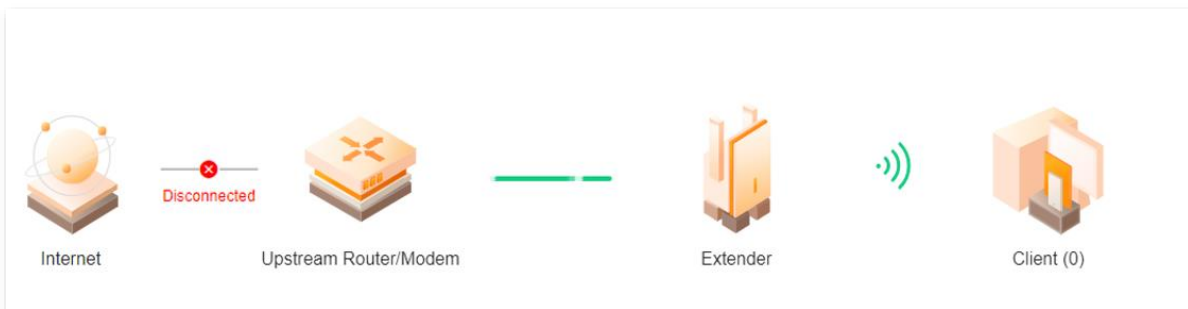 Disconnected
Internet
Upstream Router/Modem
Extender
Client (0)